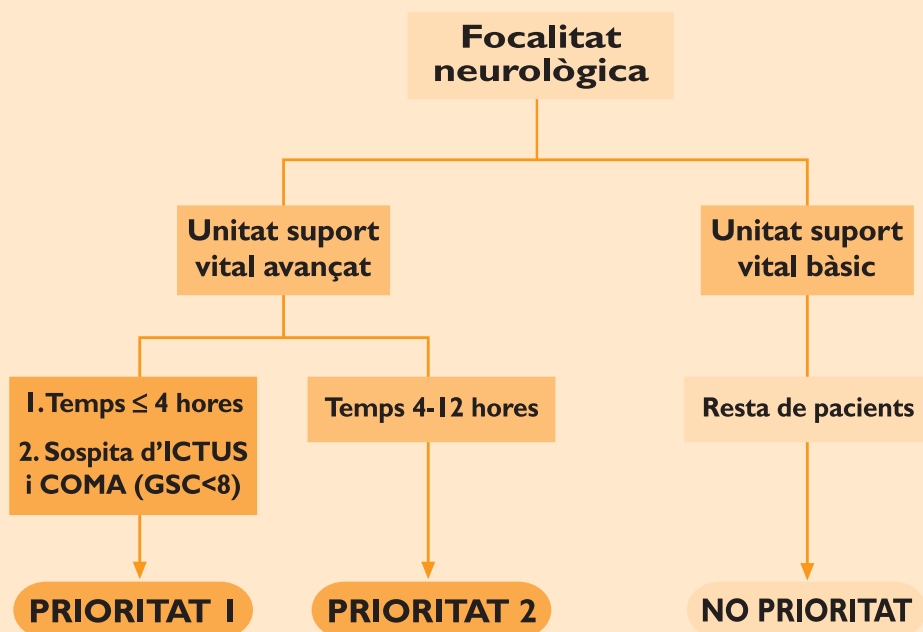 Focalitat
neurològica
Unitat suport
vital avançat
Unitat suport
vital bàsic
1. Temps ≤ 4 hores
2. Sospita d'ICTUS
i COMA (GSC<8)
Temps 4-12 hores
Resta de pacients
PRIORITAT 1
PRIORITAT 2
NO PRIORITAT